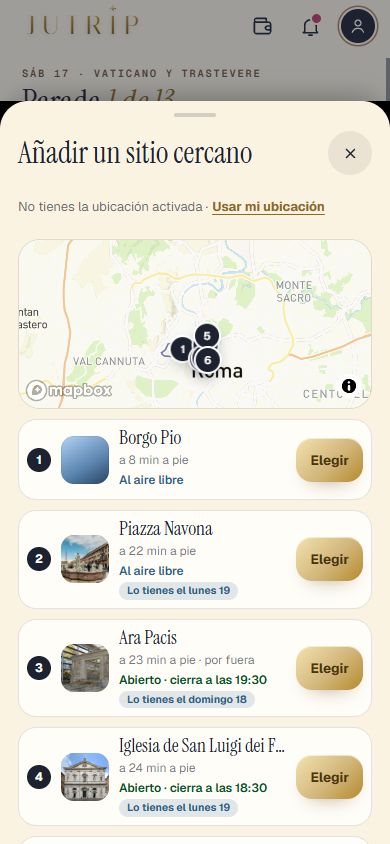 JUTRIP
SÁB 17 · VATICANO Y TRASTEVERE
Parada 1 de 13
Añadir un sitio cercano
No tienes la ubicación activada · Usar mi ubicación
MONTE
SACRO
ntan
astero
5
1
6
VAL CANNUTA
Roma
mapbox
1
Borgo Pio
a 8 min a pie
Al aire libre
Elegir
2
Piazza Navona
a 22 min a pie
Al aire libre
Lo tienes el lunes 19
Elegir
3
Ara Pacis
a 23 min a pie · por fuera
Abierto · cierra a las 19:30
Lo tienes el domingo 18
Elegir
4
Iglesia de San Luigi dei F...
a 24 min a pie
Abierto · cierra a las 18:30
Lo tienes el lunes 19
Elegir